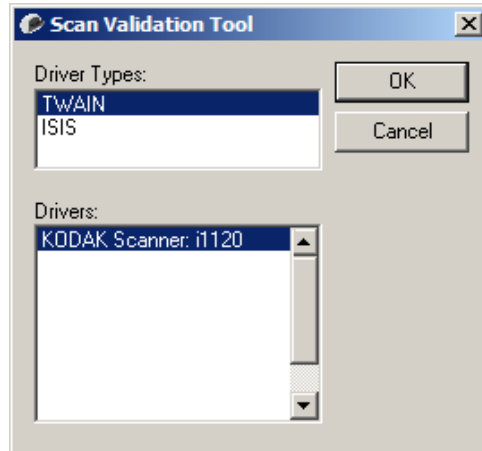 Scan Validation Tool
Driver Types:
OK
TWAIN
ISIS
Cancel
Drivers:
KODAK Scanner: i1120